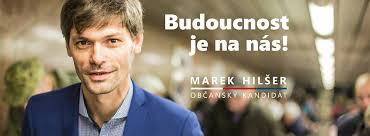 Budoucnost
je na nás!
MAREK HILŠER
OBČANSKÝ KANDIDÁT